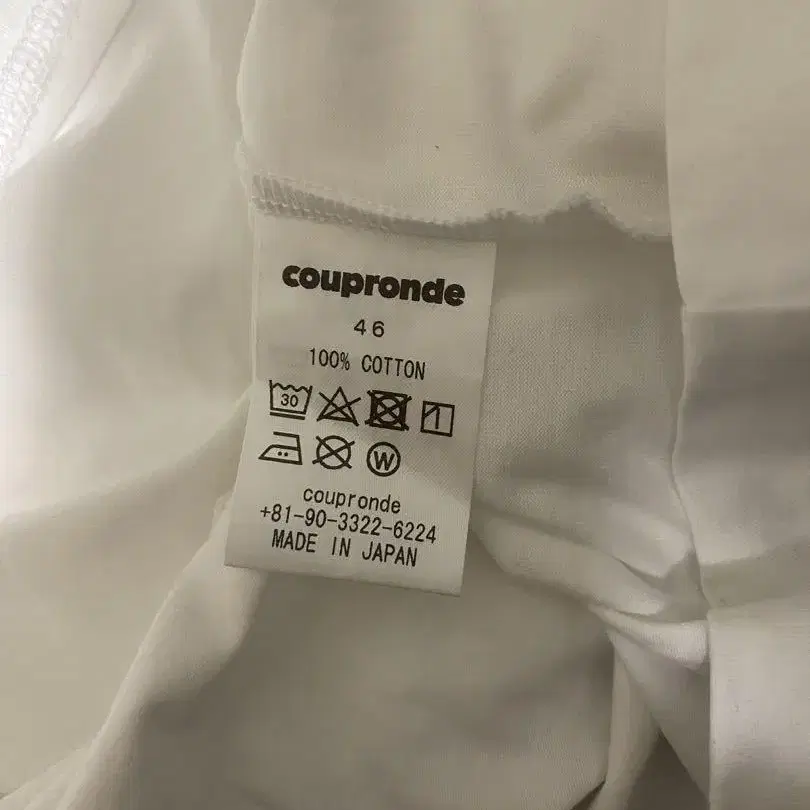 coupronde
46
100% COTTON
30
W
coupronde
+81-90-3322-6224
MADE IN JAPAN